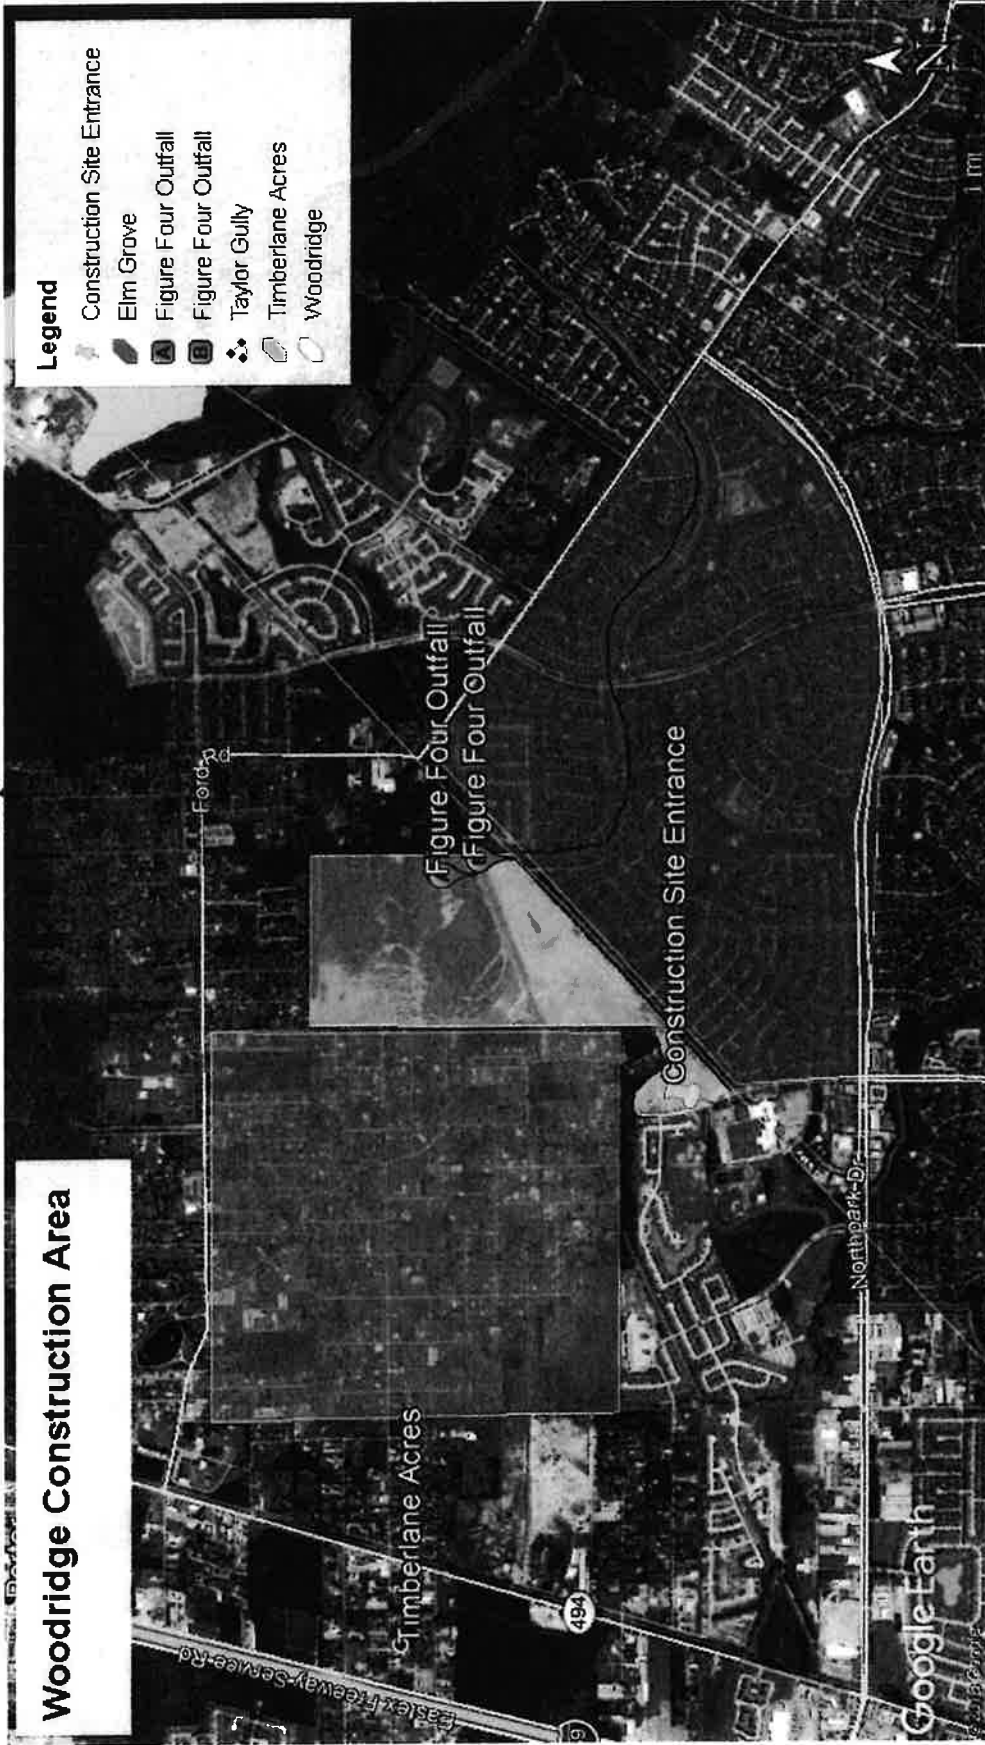 Woodridge Construction Area
Legend
Construction Site Entrance
Elm Grove
A Figure Four Outfall
B Figure Four Outfall
Taylor Gully
Timberlane Acres
Woodridge
Ford Rd
Figure Four Outfall
Figure Four Outfall
Timberlane Acres
Eastex Freeway Service Rd
494
Construction Site Entrance
Northpark Dr
Google Earth
N
1 mi